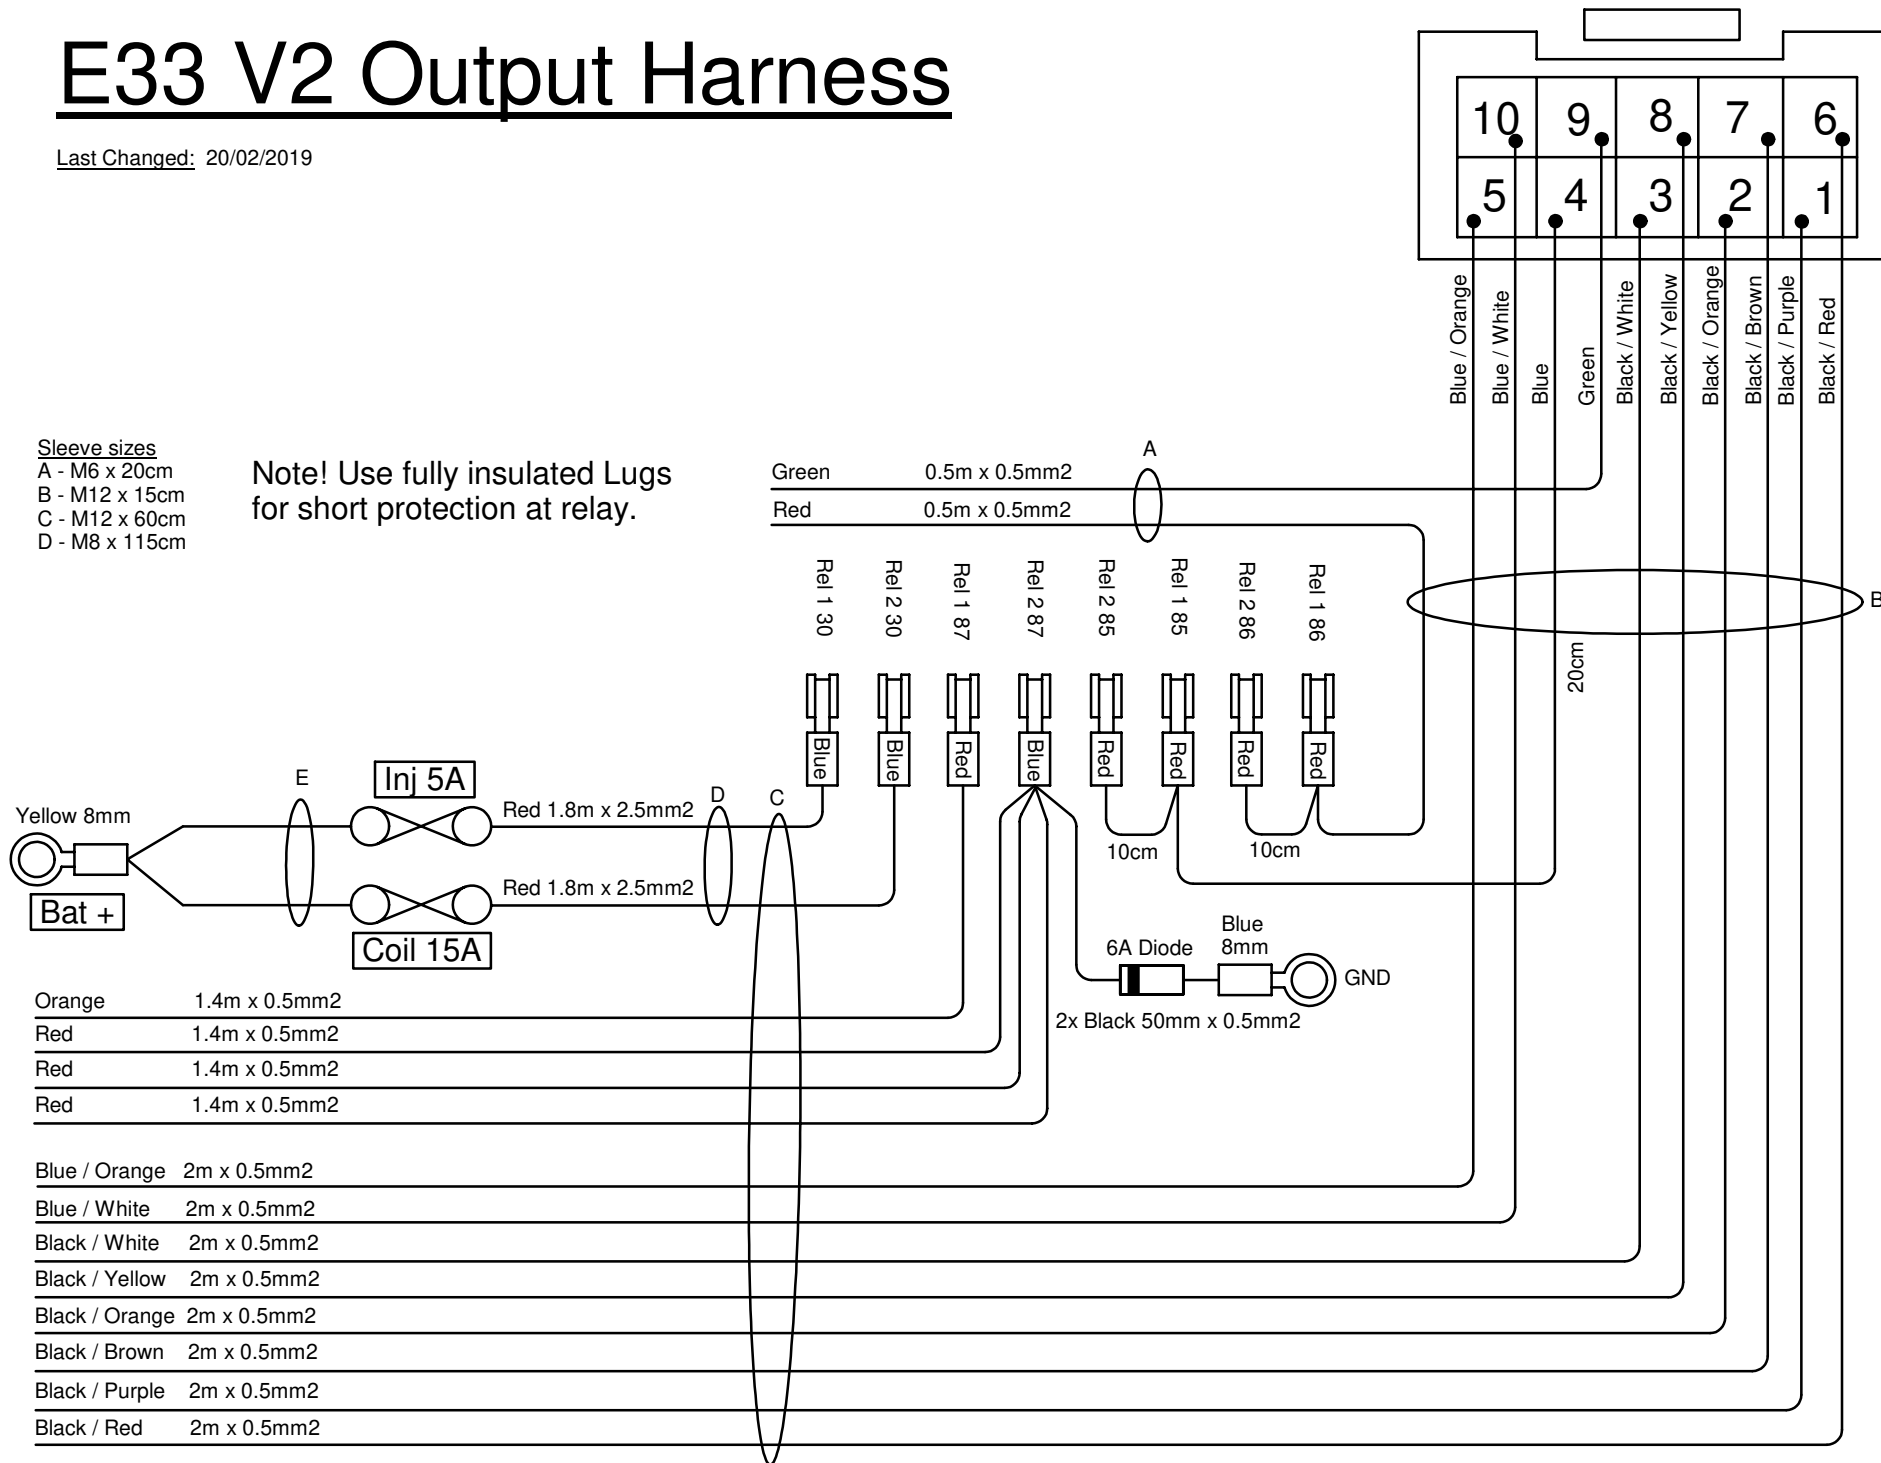 E33 V2 Output Harness
Last Changed: 20/02/2019
10 9 8 7 6
5 4 3 2 1
Blue / Orange
Blue / White
Blue
Green
Black / White
Black / Yellow
Black / Orange
Black / Brown
Black / Purple
Black / Red
Sleeve sizes
A - M6 x 20cm
B - M12 x 15cm
C - M12 x 60cm
D - M8 x 115cm
Note! Use fully insulated Lugs
for short protection at relay.
A
Green 0.5m x 0.5mm2
Red 0.5m x 0.5mm2
B
20cm
Rel 1 30
Rel 2 30
Rel 1 87
Rel 2 87
Rel 2 85
Rel 1 85
Rel 2 86
Rel 1 86
Blue
Blue
Red
Blue
Red
Red
Red
Red
10cm
10cm
Yellow 8mm
Bat +
E
Inj 5A
Red 1.8m x 2.5mm2
D
C
Coil 15A
Red 1.8m x 2.5mm2
6A Diode
Blue
8mm
GND
2x Black 50mm x 0.5mm2
Orange 1.4m x 0.5mm2
Red 1.4m x 0.5mm2
Red 1.4m x 0.5mm2
Red 1.4m x 0.5mm2
Blue / Orange 2m x 0.5mm2
Blue / White 2m x 0.5mm2
Black / White 2m x 0.5mm2
Black / Yellow 2m x 0.5mm2
Black / Orange 2m x 0.5mm2
Black / Brown 2m x 0.5mm2
Black / Purple 2m x 0.5mm2
Black / Red 2m x 0.5mm2